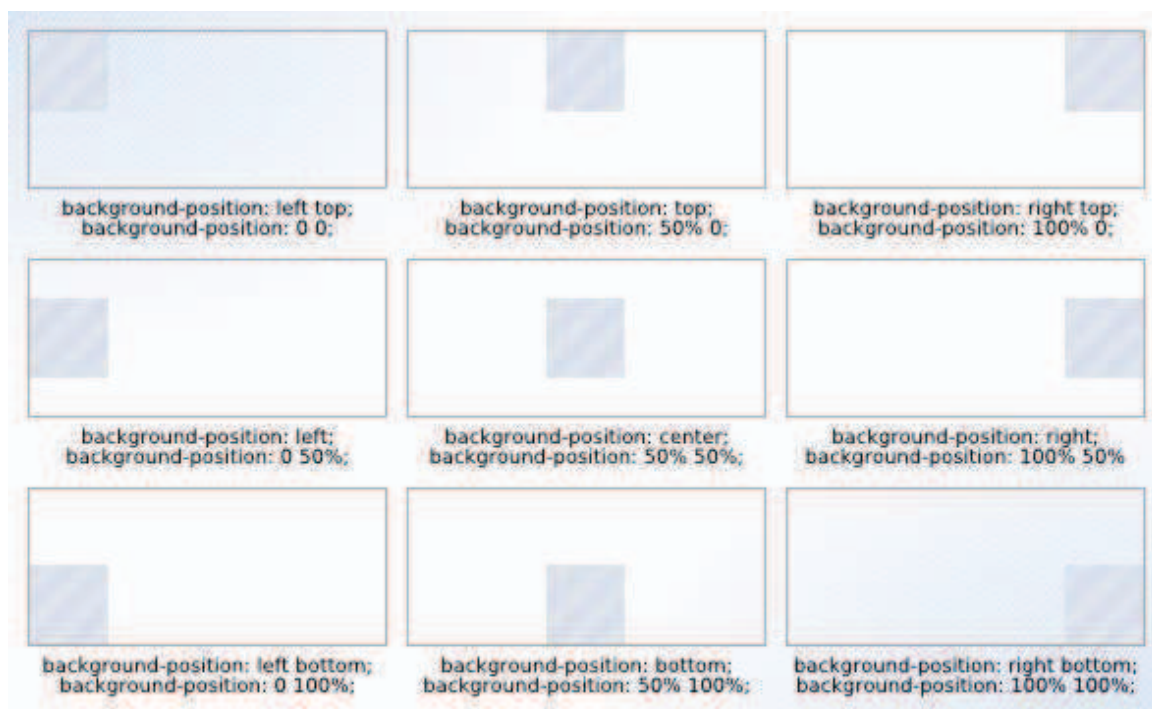 background-position: left top;
background-position: 0 0;
background-position: top;
background-position: 50% 0;
background-position: right top;
background-position: 100% 0;
background-position: left;
background-position: 0 50%;
background-position: center;
background-position: 50% 50%;
background-position: right;
background-position: 100% 50%
background-position: left bottom;
background-position: 0 100%;
background-position: bottom;
background-position: 50% 100%;
background-position: right bottom;
background-position: 100% 100%;